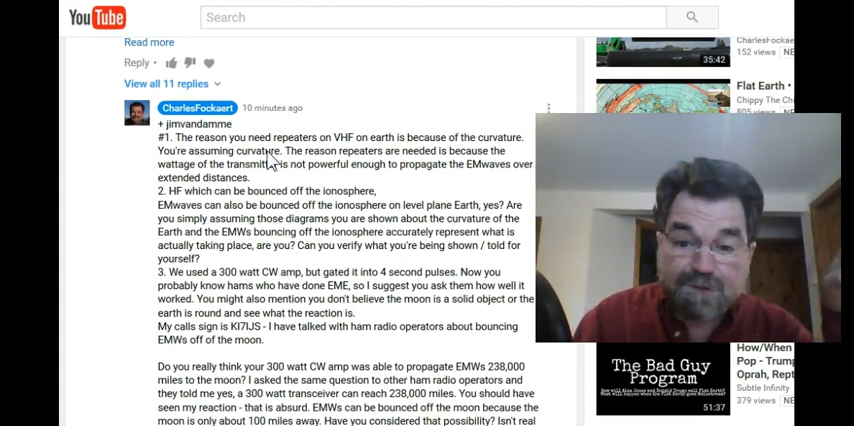 YouTube
Search
Read more
Reply •
View all 11 replies
CharlesFockaert 10 minutes ago
+ jimvandamme
#1. The reason you need repeaters on VHF on earth is because of the curvature.
You're assuming curvature. The reason repeaters are needed is because the
wattage of the transmitter is not powerful enough to propagate the EMwaves over
extended distances.
2. HF which can be bounced off the ionosphere,
EMwaves can also be bounced off the ionosphere on level plane Earth, yes? Are
you simply assuming those diagrams you are shown about the curvature of the
Earth and the EMWs bouncing off the ionosphere accurately represent what is
actually taking place, are you? Can you verify what you're being shown / told for
yourself?
3. We used a 300 watt CW amp, but gated it into 4 second pulses. Now you
probably know hams who have done EME, so I suggest you ask them how well it
worked. You might also mention you don't believe the moon is a solid object or the
earth is round and see what the reaction is.
My calls sign is KI7IJS - I have talked with ham radio operators about bouncing
EMWs off of the moon.
Do you really think your 300 watt CW amp was able to propagate EMWs 238,000
miles to the moon? I asked the same question to other ham radio operators and
they told me yes, a 300 watt transceiver can reach 238,000 miles. You should have
seen my reaction - that is absurd. EMWs can be bounced off the moon because the
moon is only about 100 miles away. Have you considered that possibility? Isn't real
35:42
CharlesFockae
152 views NE
Flat Earth •
Chippy The Ch
805 views NE
How/When
Pop - Trump
Oprah, Rept
Subtle Infinity
379 views NE
The Bad Guy
Program
51:37